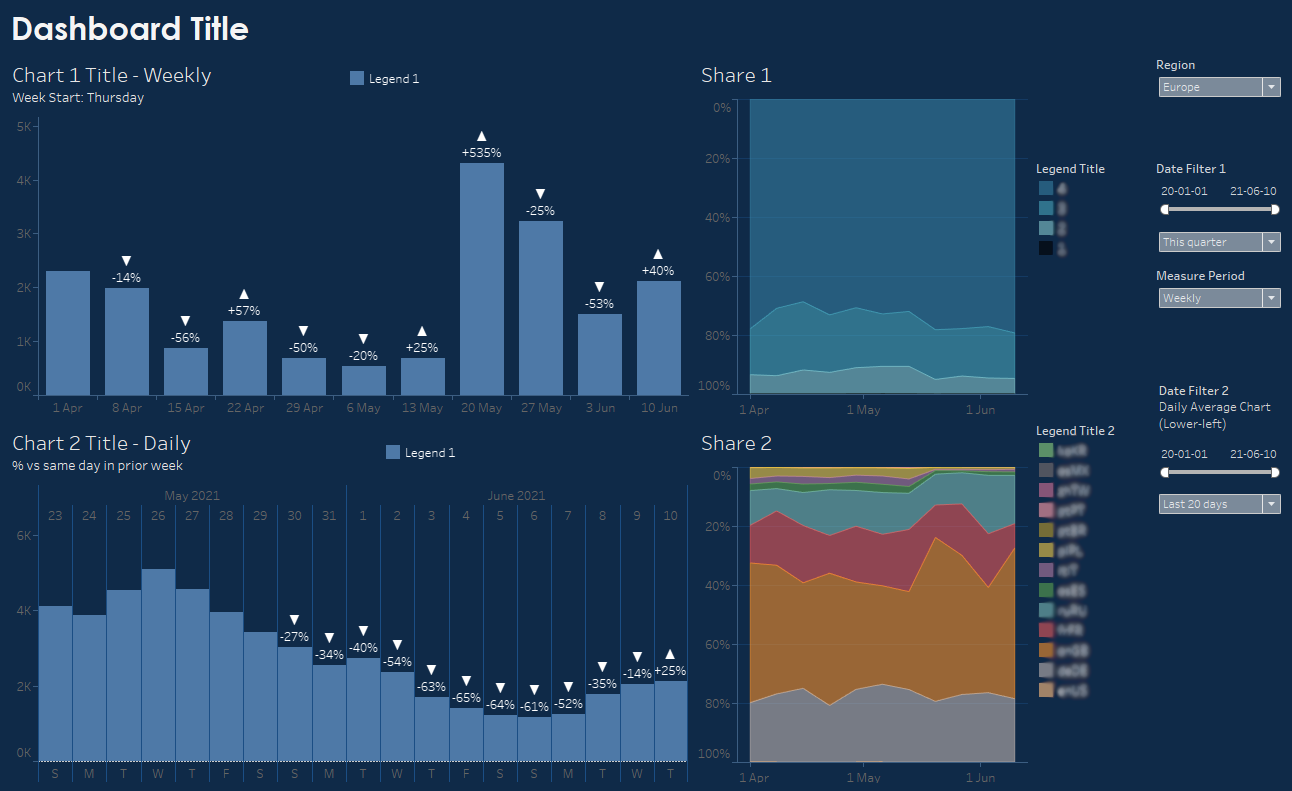 Dashboard Title
Chart 1 Title - Weekly
Legend 1
Week Start: Thursday
5K
4K
3K
2K
1K
0K
-14%
-56%
+57%
-50%
-20%
+25%
+535%
-25%
-53%
+40%
1 Apr 8 Apr 15 Apr 22 Apr 29 Apr 6 May 13 May 20 May 27 May 3 Jun 10 Jun
Share 1
0%
20%
40%
60%
80%
100%
1 Apr 1 May 1 Jun
Legend Title
Region
Europe
Date Filter 1
20-01-01 21-06-10
This quarter
Measure Period
Weekly
Chart 2 Title - Daily
Legend 1
% vs same day in prior week
May 2021 June 2021
23 24 25 26 27 28 29 30 31 1 2 3 4 5 6 7 8 9 10
6K
4K
2K
0K
-27%
-34%
-40%
-54%
-63%
-65%
-64%
-61%
-52%
-35%
-14%
+25%
S M T W T F S S M T W T F S S M T W T
Share 2
0%
20%
40%
60%
80%
100%
1 Apr 1 May 1 Jun
Legend Title 2
Date Filter 2
Daily Average Chart
(Lower-left)
20-01-01 21-06-10
Last 20 days